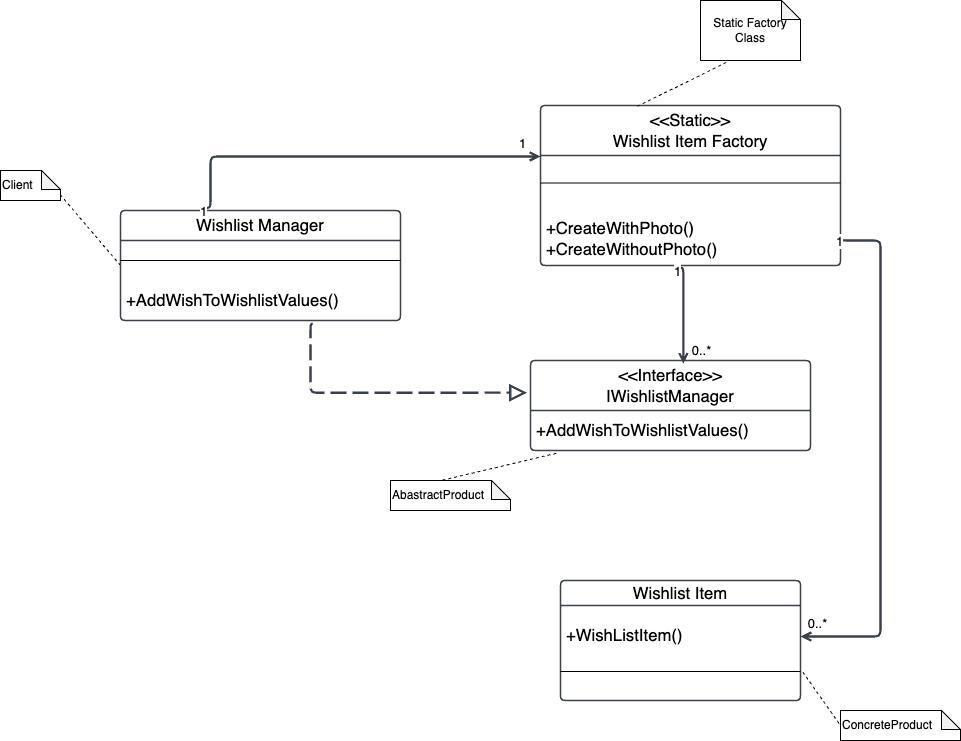 Static Factory
Class
<<Static>>
Wishlist Item Factory
+CreateWithPhoto()
+CreateWithoutPhoto()
1
1
Client
Wishlist Manager
+AddWishToWishlistValues()
1
1
0..*
<<Interface>>
IWishlistManager
+AddWishToWishlistValues()
AbastractProduct
Wishlist Item
+WishListItem()
0..*
ConcreteProduct